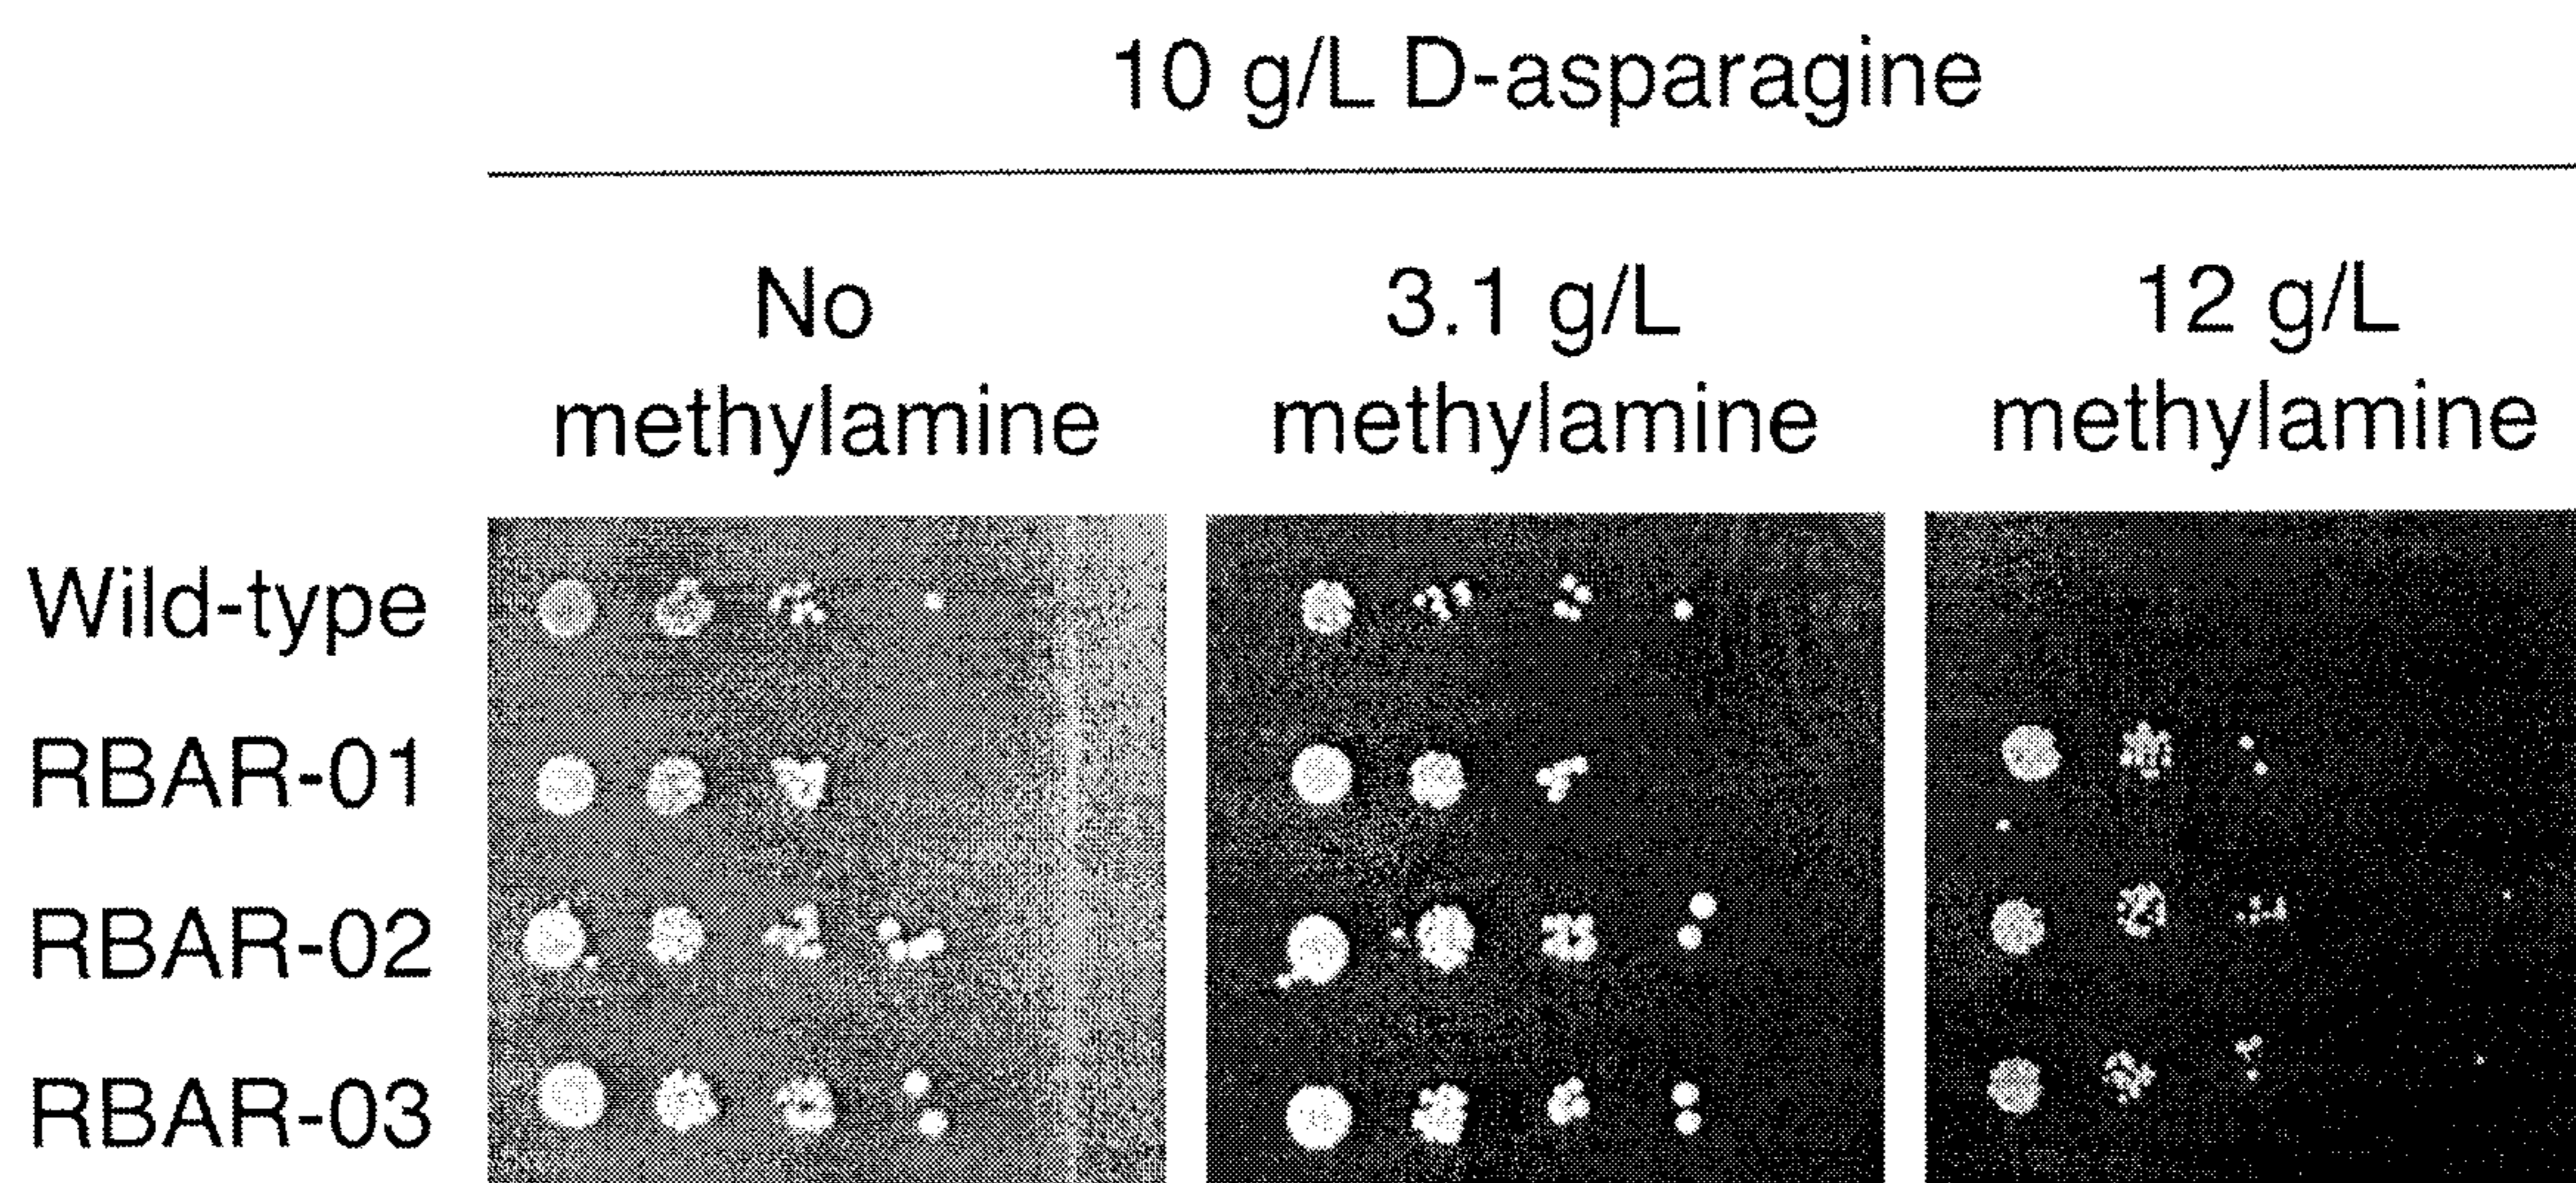 10 g/L D-asparagine
No methylamine
3.1 g/L methylamine
12 g/L methylamine
Wild-type
RBAR-01
RBAR-02
RBAR-03